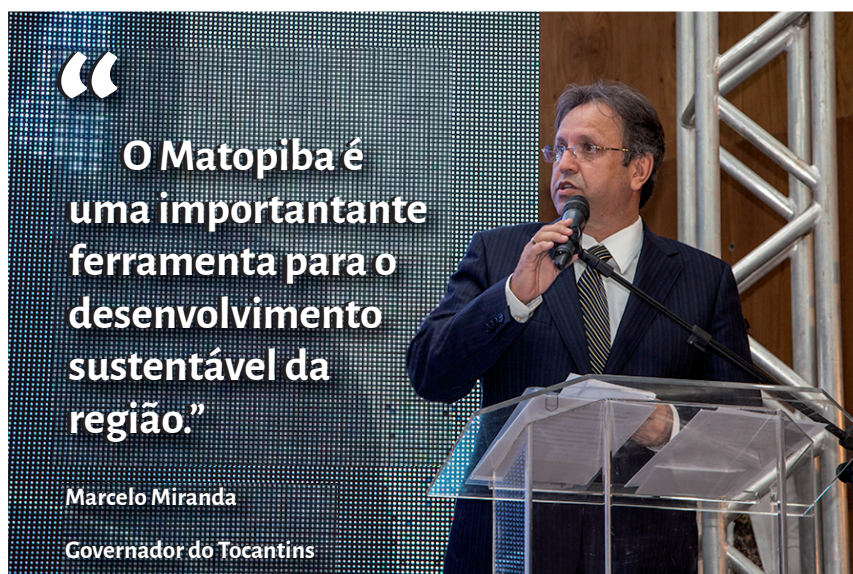 “
O Matopiba é
uma importantante
ferramenta para o
desenvolvimento
sustentável da
região.”
Marcelo Miranda
Governador do Tocantins